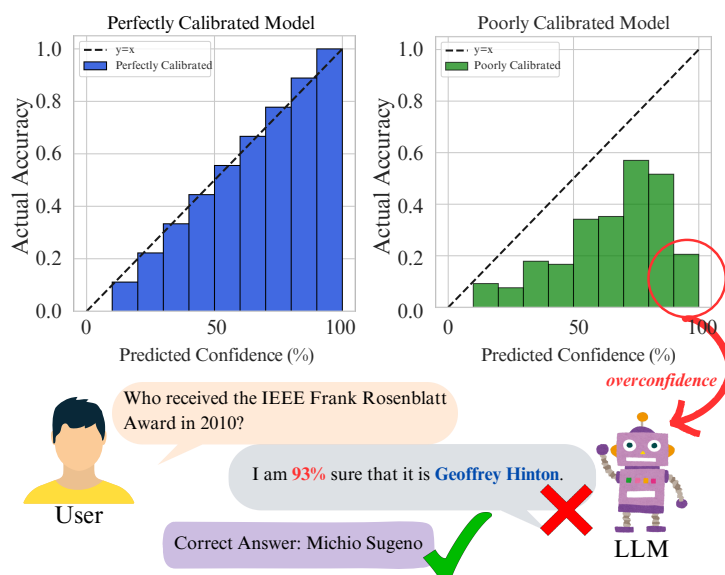 Perfectly Calibrated Model
y=x
Perfectly Calibrated
Actual Accuracy
1.0
0.8
0.6
0.4
0.2
0.0
0
50
100
Predicted Confidence (%)
Poorly Calibrated Model
y=x
Poorly Calibrated
Actual Accuracy
1.0
0.8
0.6
0.4
0.2
0.0
0
50
100
Predicted Confidence (%)
overconfidence
Who received the IEEE Frank Rosenblatt
Award in 2010?
I am 93% sure that it is Geoffrey Hinton.
User
Correct Answer: Michio Sugeno
LLM